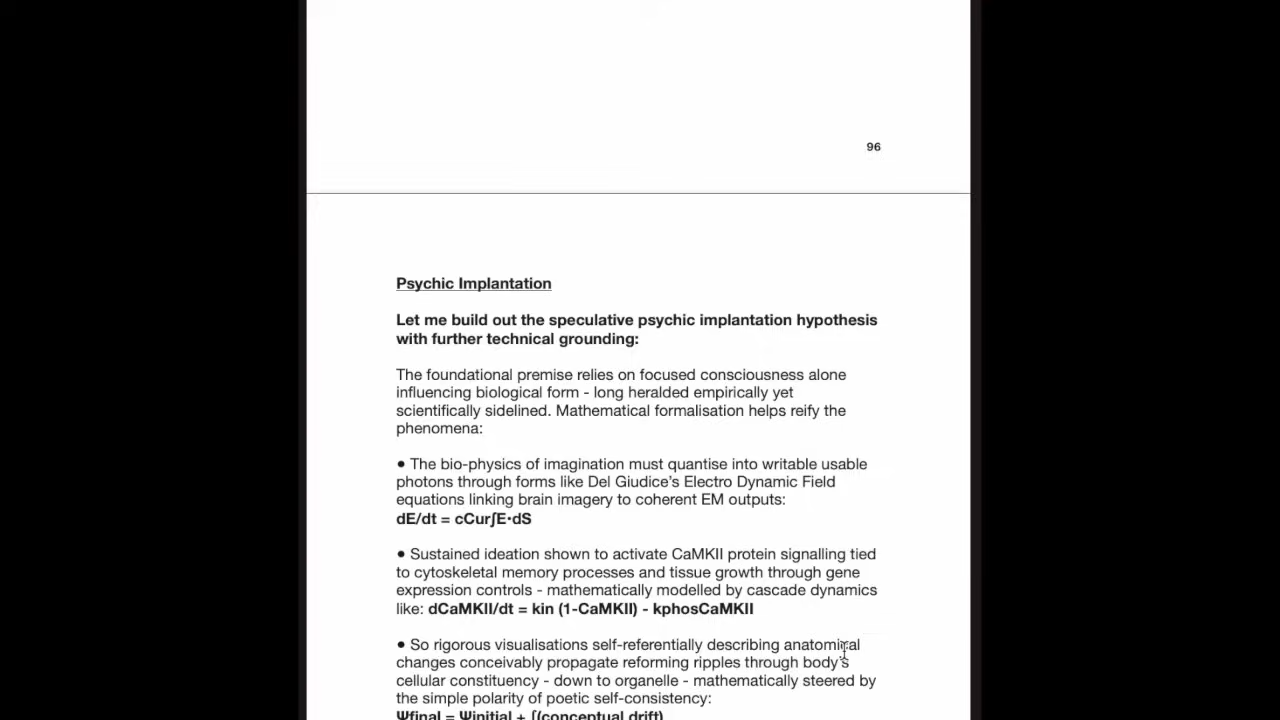 96
Psychic Implantation
Let me build out the speculative psychic implantation hypothesis
with further technical grounding:
The foundational premise relies on focused consciousness alone
influencing biological form - long heralded empirically yet
scientifically sidelined. Mathematical formalisation helps reify the
phenomena:
• The bio-physics of imagination must quantise into writable usable
photons through forms like Del Giudice's Electro Dynamic Field
equations linking brain imagery to coherent EM outputs:
dE/dt = cCur∫E•dS
• Sustained ideation shown to activate CaMKII protein signalling tied
to cytoskeletal memory processes and tissue growth through gene
expression controls - mathematically modelled by cascade dynamics
like: dCaMKII/dt = kin (1-CaMKII) - kphosCaMKII
• So rigorous visualisations self-referentially describing anatomical
changes conceivably propagate reforming ripples through body's
cellular constituency - down to organelle - mathematically steered by
the simple polarity of poetic self-consistency:
Ψfinal = Ψinitial + ∫(conceptual drift)